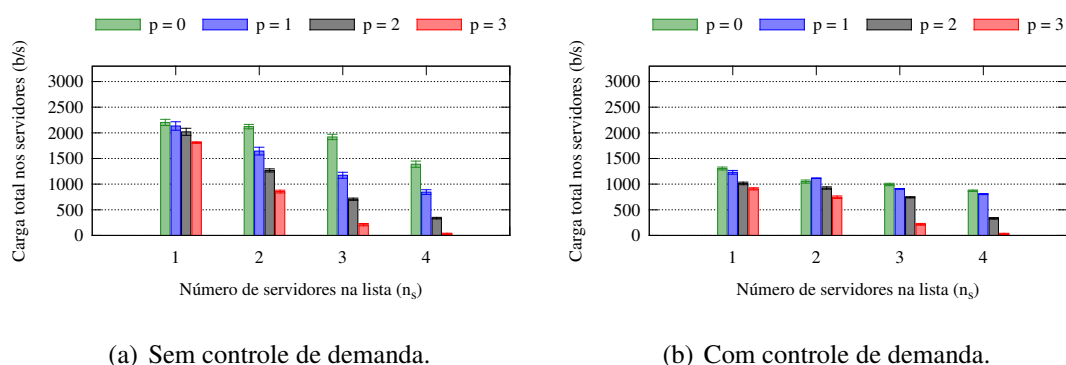 p = 0 p = 1 p = 2 p = 3
Carga total nos servidores (b/s)
3000
2500
2000
1500
1000
500
0
1 2 3 4
Número de servidores na lista (ns)
(a) Sem controle de demanda.
p = 0 p = 1 p = 2 p = 3
Carga total nos servidores (b/s)
3000
2500
2000
1500
1000
500
0
1 2 3 4
Número de servidores na lista (ns)
(b) Com controle de demanda.